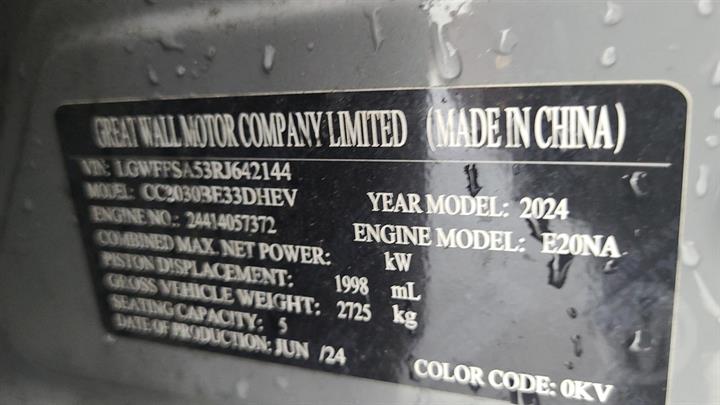 GREAT WALL MOTOR COMPANY LIMITED (MADE IN CHINA)
VIN: LGWFFSA53RJ642144
MODEL: CC2030BE33DHEV YEAR MODEL: 2024
ENGINE NO.: 24414057372 ENGINE MODEL: E20NA
COMBINED MAX. NET POWER: kW
PISTON DISPLACEMENT: 1998 mL
GROSS VEHICLE WEIGHT: 2725 kg
SEATING CAPACITY: 5
DATE OF PRODUCTION: JUN /24 COLOR CODE: 0KV